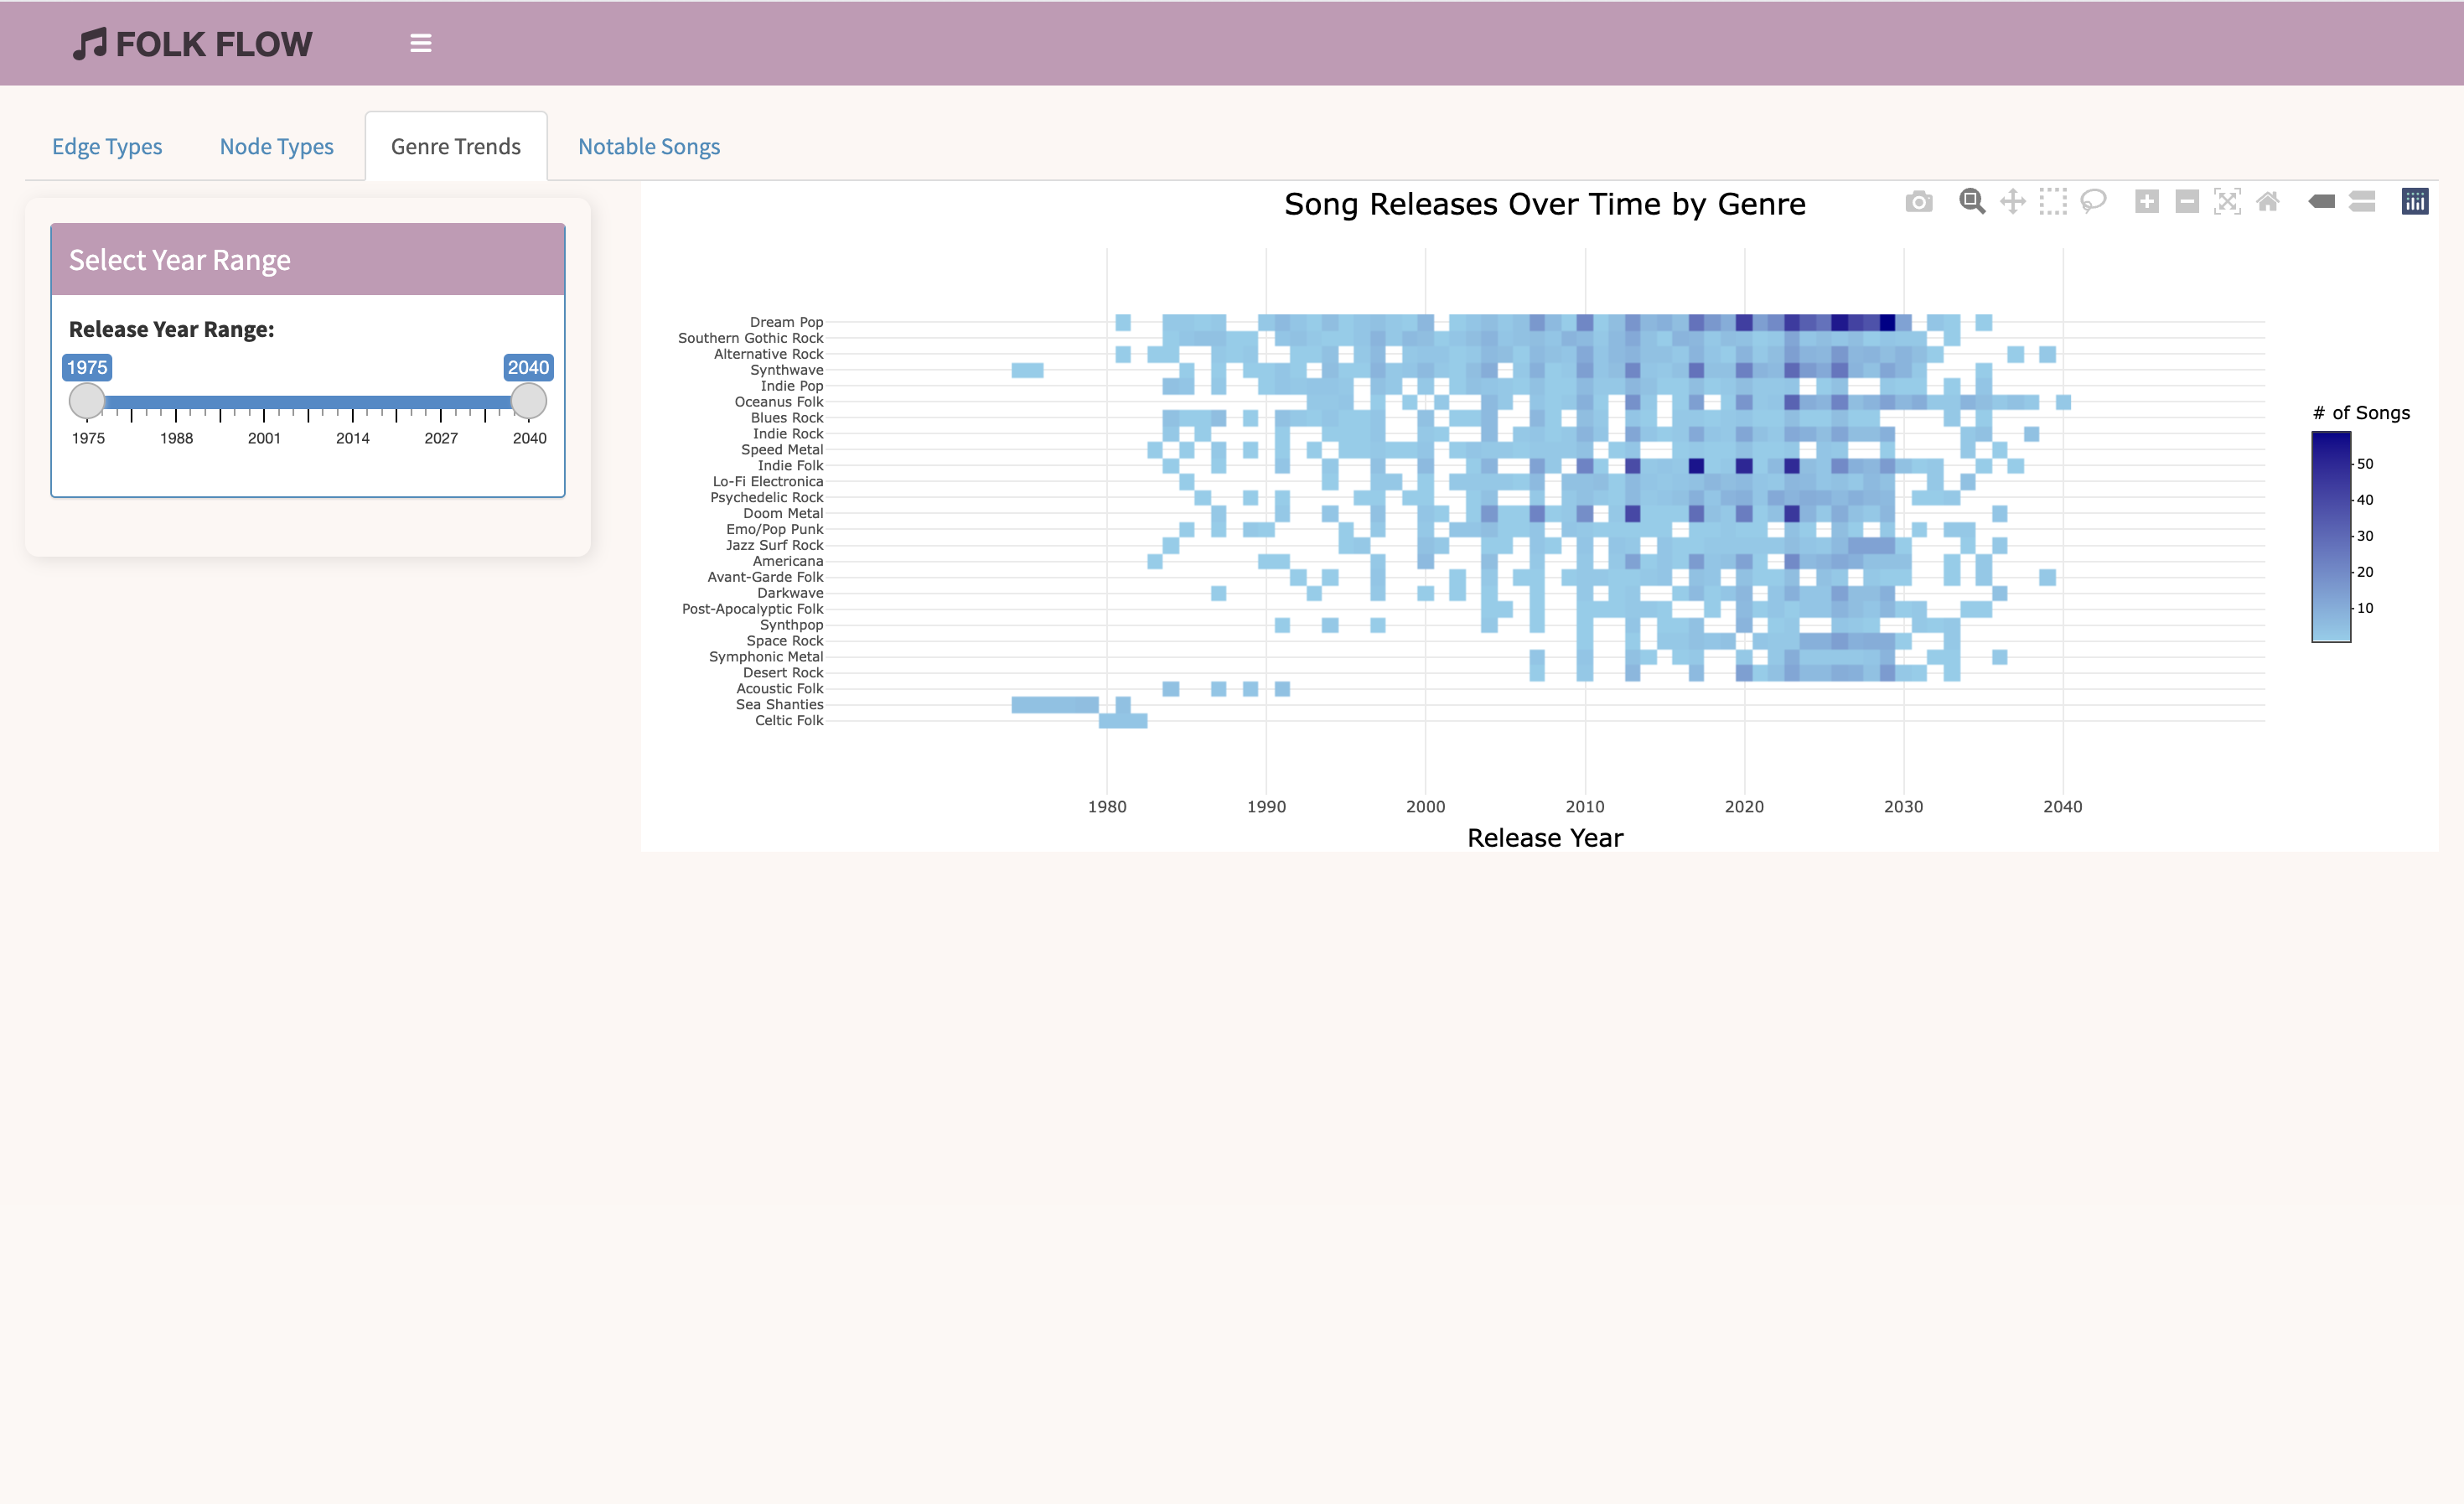 FOLK FLOW
Edge Types
Node Types
Genre Trends
Notable Songs
Select Year Range
Release Year Range:
1975
2040
1975
1988
2001
2014
2027
2040
Song Releases Over Time by Genre
Dream Pop
Southern Gothic Rock
Alternative Rock
Synthwave
Indie Pop
Oceanus Folk
Blues Rock
Indie Rock
Speed Metal
Indie Folk
Lo-Fi Electronica
Psychedelic Rock
Doom Metal
Emo/Pop Punk
Jazz Surf Rock
Americana
Avant-Garde Folk
Darkwave
Post-Apocalyptic Folk
Synthpop
Space Rock
Symphonic Metal
Desert Rock
Acoustic Folk
Sea Shanties
Celtic Folk
1980
1990
2000
2010
2020
2030
2040
Release Year
# of Songs
50
40
30
20
10